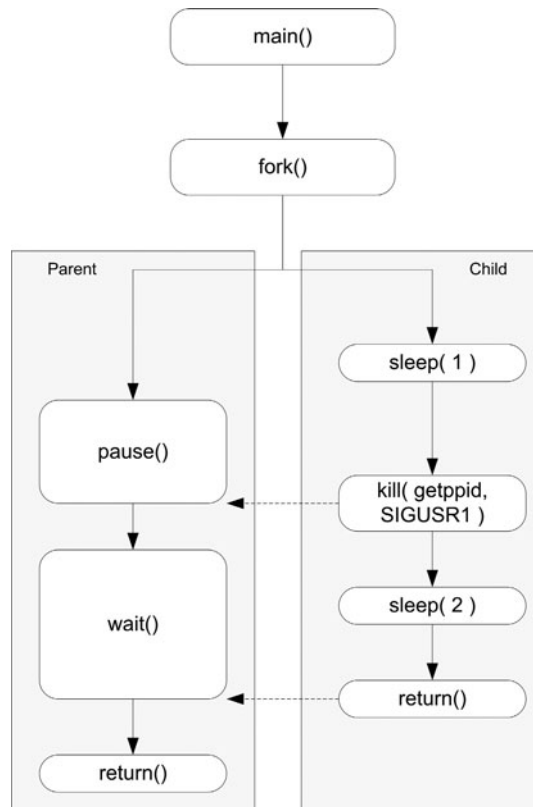 main()
fork()
Parent
Child
sleep( 1 )
pause()
kill( getppid,
SIGUSR1 )
sleep( 2 )
wait()
return()
return()